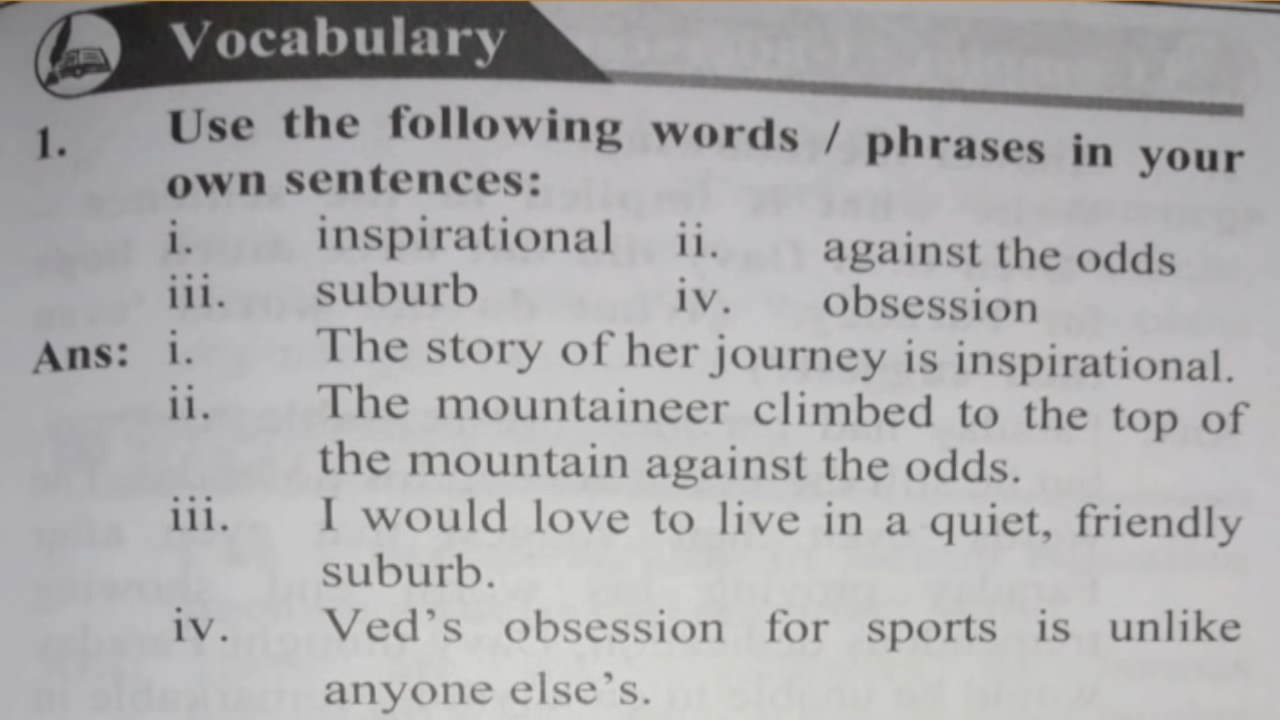 Vocabulary
1. Use the following words / phrases in your
own sentences:
i. inspirational ii. against the odds
iii. suburb iv. obsession
Ans: i. The story of her journey is inspirational.
ii. The mountaineer climbed to the top of
the mountain against the odds.
iii. I would love to live in a quiet, friendly
suburb.
iv. Ved's obsession for sports is unlike
anyone else's.